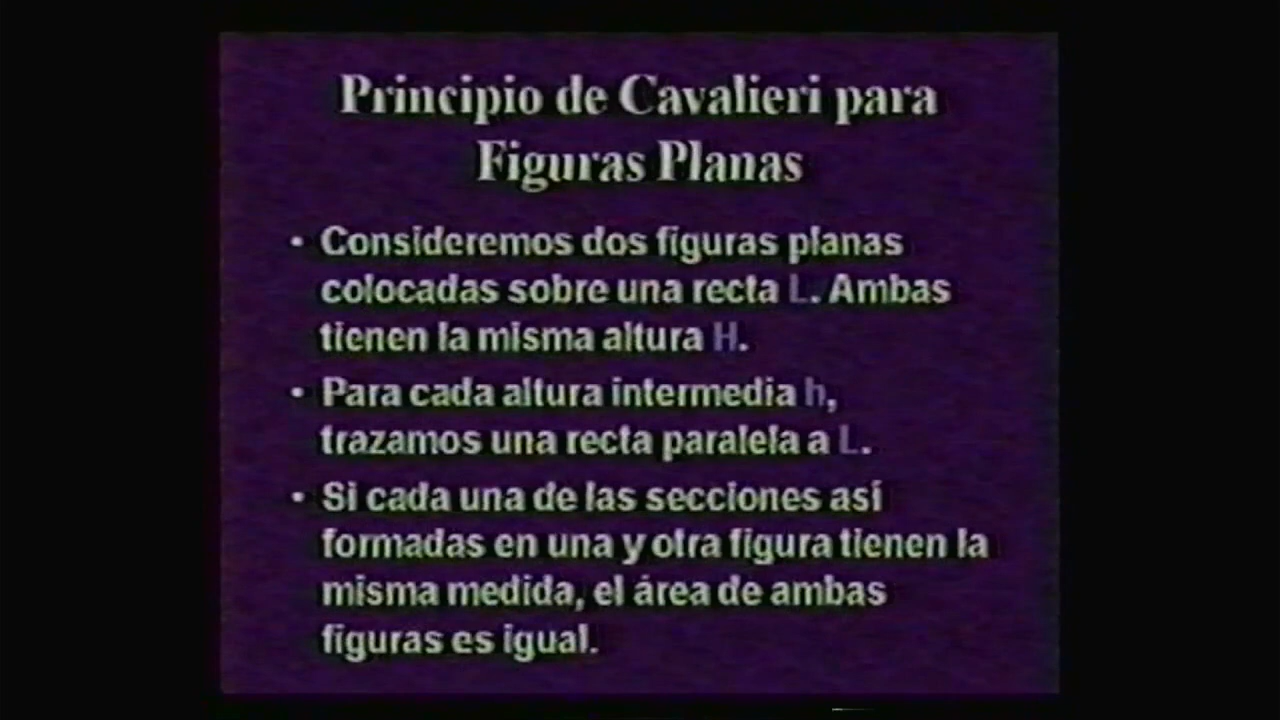 Principio de Cavalieri para
Figuras Planas
• Consideremos dos figuras planas
colocadas sobre una recta L. Ambas
tienen la misma altura H.
• Para cada altura intermedia h,
trazamos una recta paralela a L.
• Si cada una de las secciones así
formadas en una y otra figura tienen la
misma medida, el área de ambas
figuras es igual.